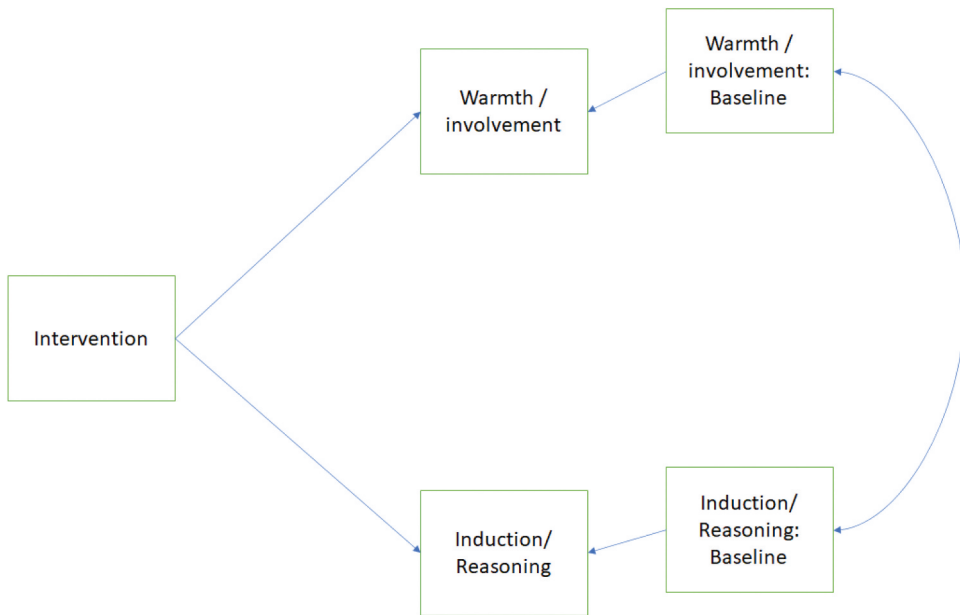 Warmth /
involvement
Warmth /
involvement:
Baseline
Intervention
Induction/
Reasoning
Induction/
Reasoning:
Baseline